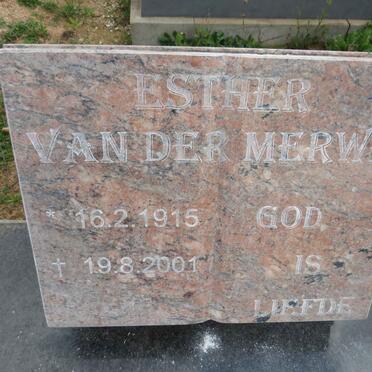 ESTHER
VAN DER MERW
* 16.2.1915 GOD
† 19.8.2001 IS
LIEFDE